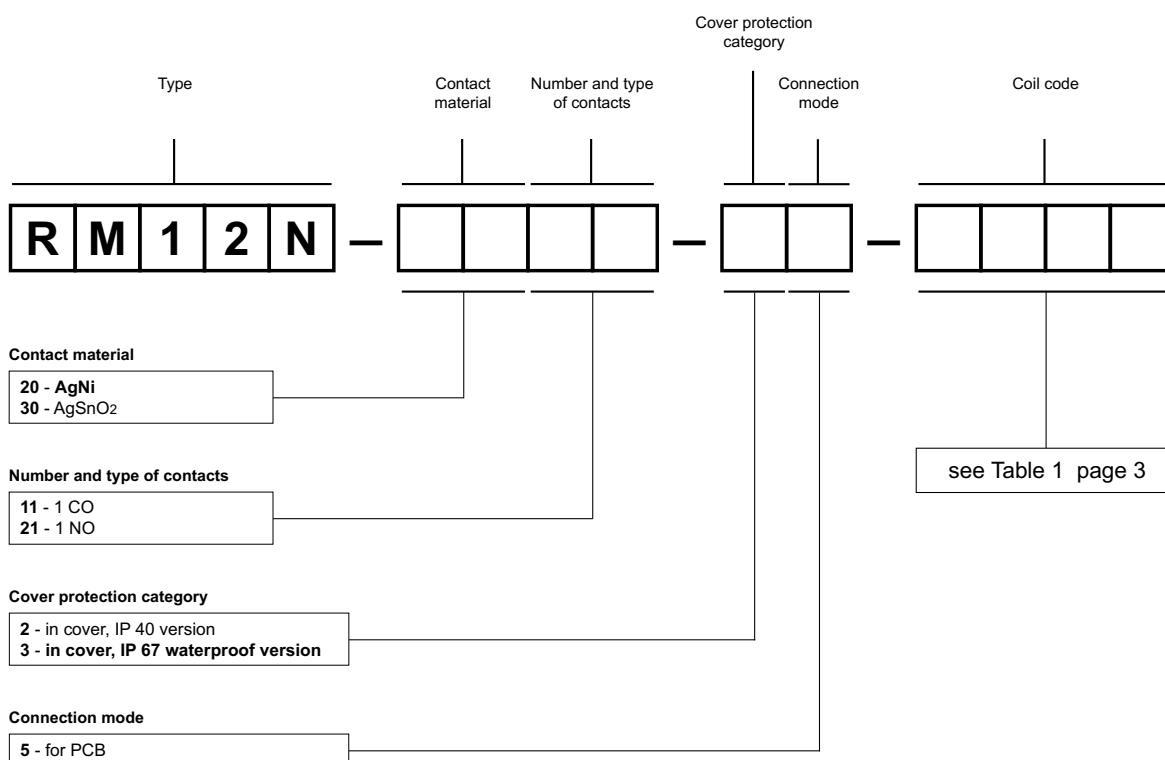 Cover protection
category
Type
Contact
material
Number and type
of contacts
Connection
mode
Coil code
RM12N – –  –
Contact material
20 - AgNi
30 - AgSnO2
Number and type of contacts
11 - 1 CO
21 - 1 NO
see Table 1 page 3
Cover protection category
2 - in cover, IP 40 version
3 - in cover, IP 67 waterproof version
Connection mode
5 - for PCB